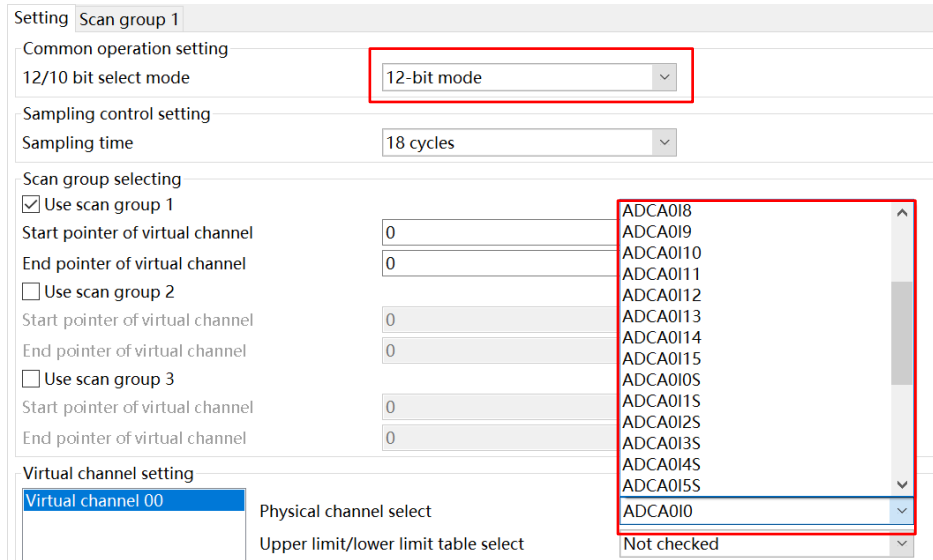 Setting Scan group 1
Common operation setting
12/10 bit select mode 12-bit mode
Sampling control setting
Sampling time 18 cycles
Scan group selecting
Use scan group 1
Start pointer of virtual channel 0
End pointer of virtual channel 0
Use scan group 2
Start pointer of virtual channel 0
End pointer of virtual channel 0
Use scan group 3
Start pointer of virtual channel 0
End pointer of virtual channel 0
ADCA0I8
ADCA0I9
ADCA0I10
ADCA0I11
ADCA0I12
ADCA0I13
ADCA0I14
ADCA0I15
ADCA0I0S
ADCA0I1S
ADCA0I2S
ADCA0I3S
ADCA0I4S
ADCA0I5S
Virtual channel setting
Virtual channel 00
Physical channel select ADCA0I0
Upper limit/lower limit table select Not checked